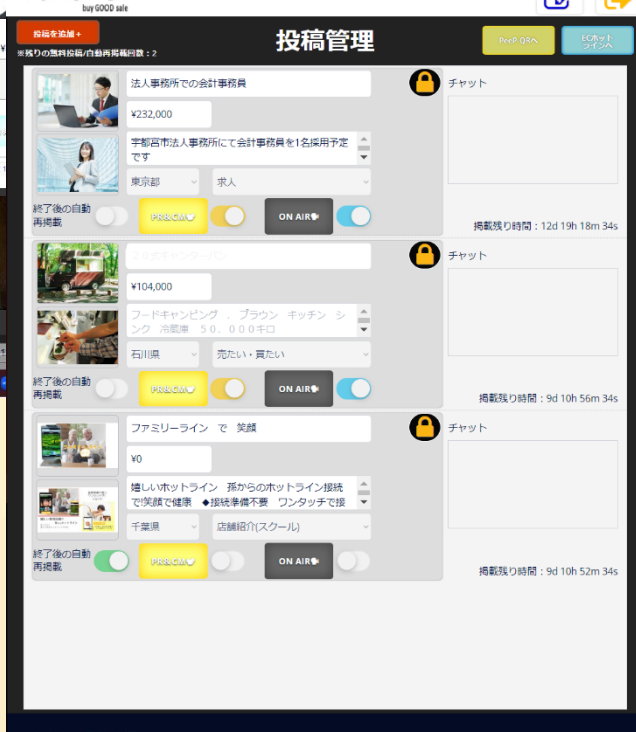 buy GOOD sale
投稿を追加+
※残りの無料投稿/自動再掲載回数：2
投稿管理
PeeP QRへ
ECホット
ラインへ
法人事務所での会計事務員
チャット
¥232,000
宇都宮市法人事務所にて会計事務員を1名採用予定
です
東京都
求人
終了後の自動
再掲載
PR&CM
ON AIR
掲載残り時間：12d 19h 18m 34s
チャット
¥104,000
フードキャンピング . ブラウン キッチン シ
ンク 冷蔵庫 50.000キロ
石川県
売たい・買たい
終了後の自動
再掲載
PR&CM
ON AIR
掲載残り時間：9d 10h 56m 34s
ファミリーライン で 笑顔
チャット
¥0
嬉しいホットライン 孫からのホットライン接続
で笑顔で健康 ◆接続準備不要 ワンタッチで接
千葉県
店舗紹介(スクール)
終了後の自動
再掲載
PR&CM
ON AIR
掲載残り時間：9d 10h 52m 34s